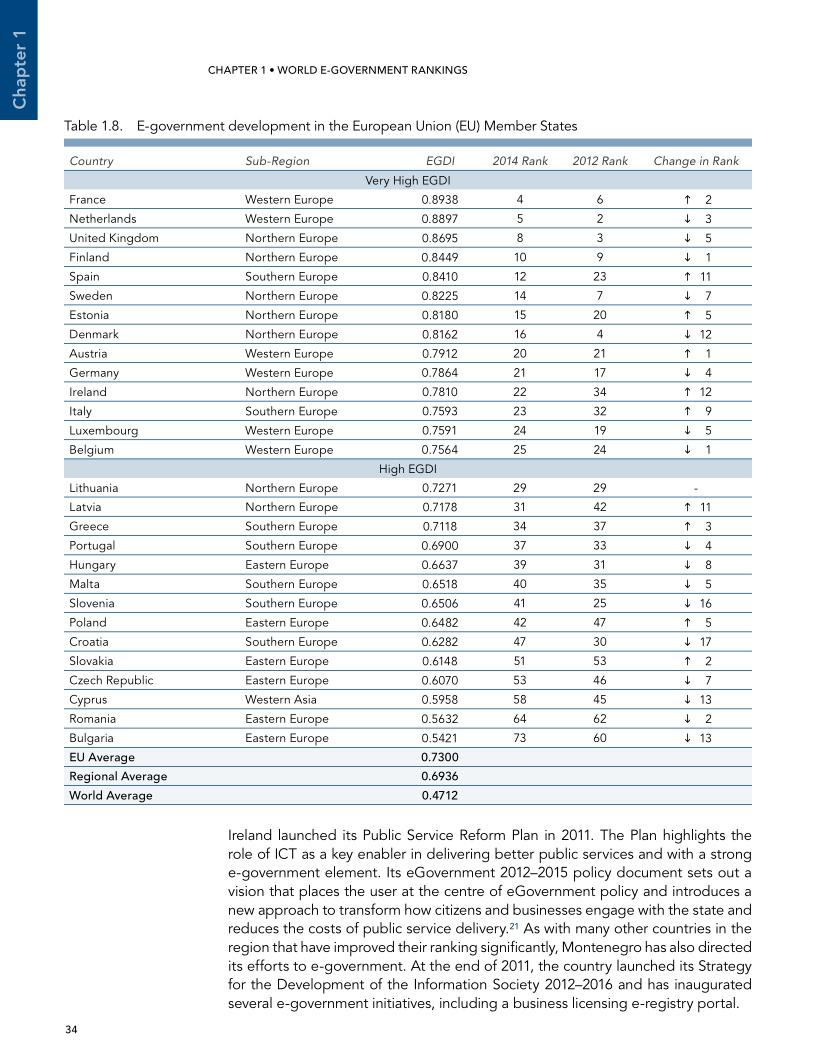 Chapter 1
CHAPTER 1 • WORLD E-GOVERNMENT RANKINGS
Table 1.8. E-government development in the European Union (EU) Member States
Country Sub-Region EGDI 2014 Rank 2012 Rank Change in Rank
Very High EGDI
France Western Europe 0.8938 4 6 ↑ 2
Netherlands Western Europe 0.8897 5 2 ↓ 3
United Kingdom Northern Europe 0.8695 8 3 ↓ 5
Finland Northern Europe 0.8449 10 9 ↓ 1
Spain Southern Europe 0.8410 12 23 ↑ 11
Sweden Northern Europe 0.8225 14 7 ↓ 7
Estonia Northern Europe 0.8180 15 20 ↑ 5
Denmark Northern Europe 0.8162 16 4 ↓ 12
Austria Western Europe 0.7912 20 21 ↑ 1
Germany Western Europe 0.7864 21 17 ↓ 4
Ireland Northern Europe 0.7810 22 34 ↑ 12
Italy Southern Europe 0.7593 23 32 ↑ 9
Luxembourg Western Europe 0.7591 24 19 ↓ 5
Belgium Western Europe 0.7564 25 24 ↓ 1
High EGDI
Lithuania Northern Europe 0.7271 29 29 -
Latvia Northern Europe 0.7178 31 42 ↑ 11
Greece Southern Europe 0.7118 34 37 ↑ 3
Portugal Southern Europe 0.6900 37 33 ↓ 4
Hungary Eastern Europe 0.6637 39 31 ↓ 8
Malta Southern Europe 0.6518 40 35 ↓ 5
Slovenia Southern Europe 0.6506 41 25 ↓ 16
Poland Eastern Europe 0.6482 42 47 ↑ 5
Croatia Southern Europe 0.6282 47 30 ↓ 17
Slovakia Eastern Europe 0.6148 51 53 ↑ 2
Czech Republic Eastern Europe 0.6070 53 46 ↓ 7
Cyprus Western Asia 0.5958 58 45 ↓ 13
Romania Eastern Europe 0.5632 64 62 ↓ 2
Bulgaria Eastern Europe 0.5421 73 60 ↓ 13
EU Average 0.7300
Regional Average 0.6936
World Average 0.4712
Ireland launched its Public Service Reform Plan in 2011. The Plan highlights the
role of ICT as a key enabler in delivering better public services and with a strong
e-government element. Its eGovernment 2012–2015 policy document sets out a
vision that places the user at the centre of eGovernment policy and introduces a
new approach to transform how citizens and businesses engage with the state and
reduces the costs of public service delivery.21 As with many other countries in the
region that have improved their ranking significantly, Montenegro has also directed
its efforts to e-government. At the end of 2011, the country launched its Strategy
for the Development of the Information Society 2012–2016 and has inaugurated
several e-government initiatives, including a business licensing e-registry portal.
34